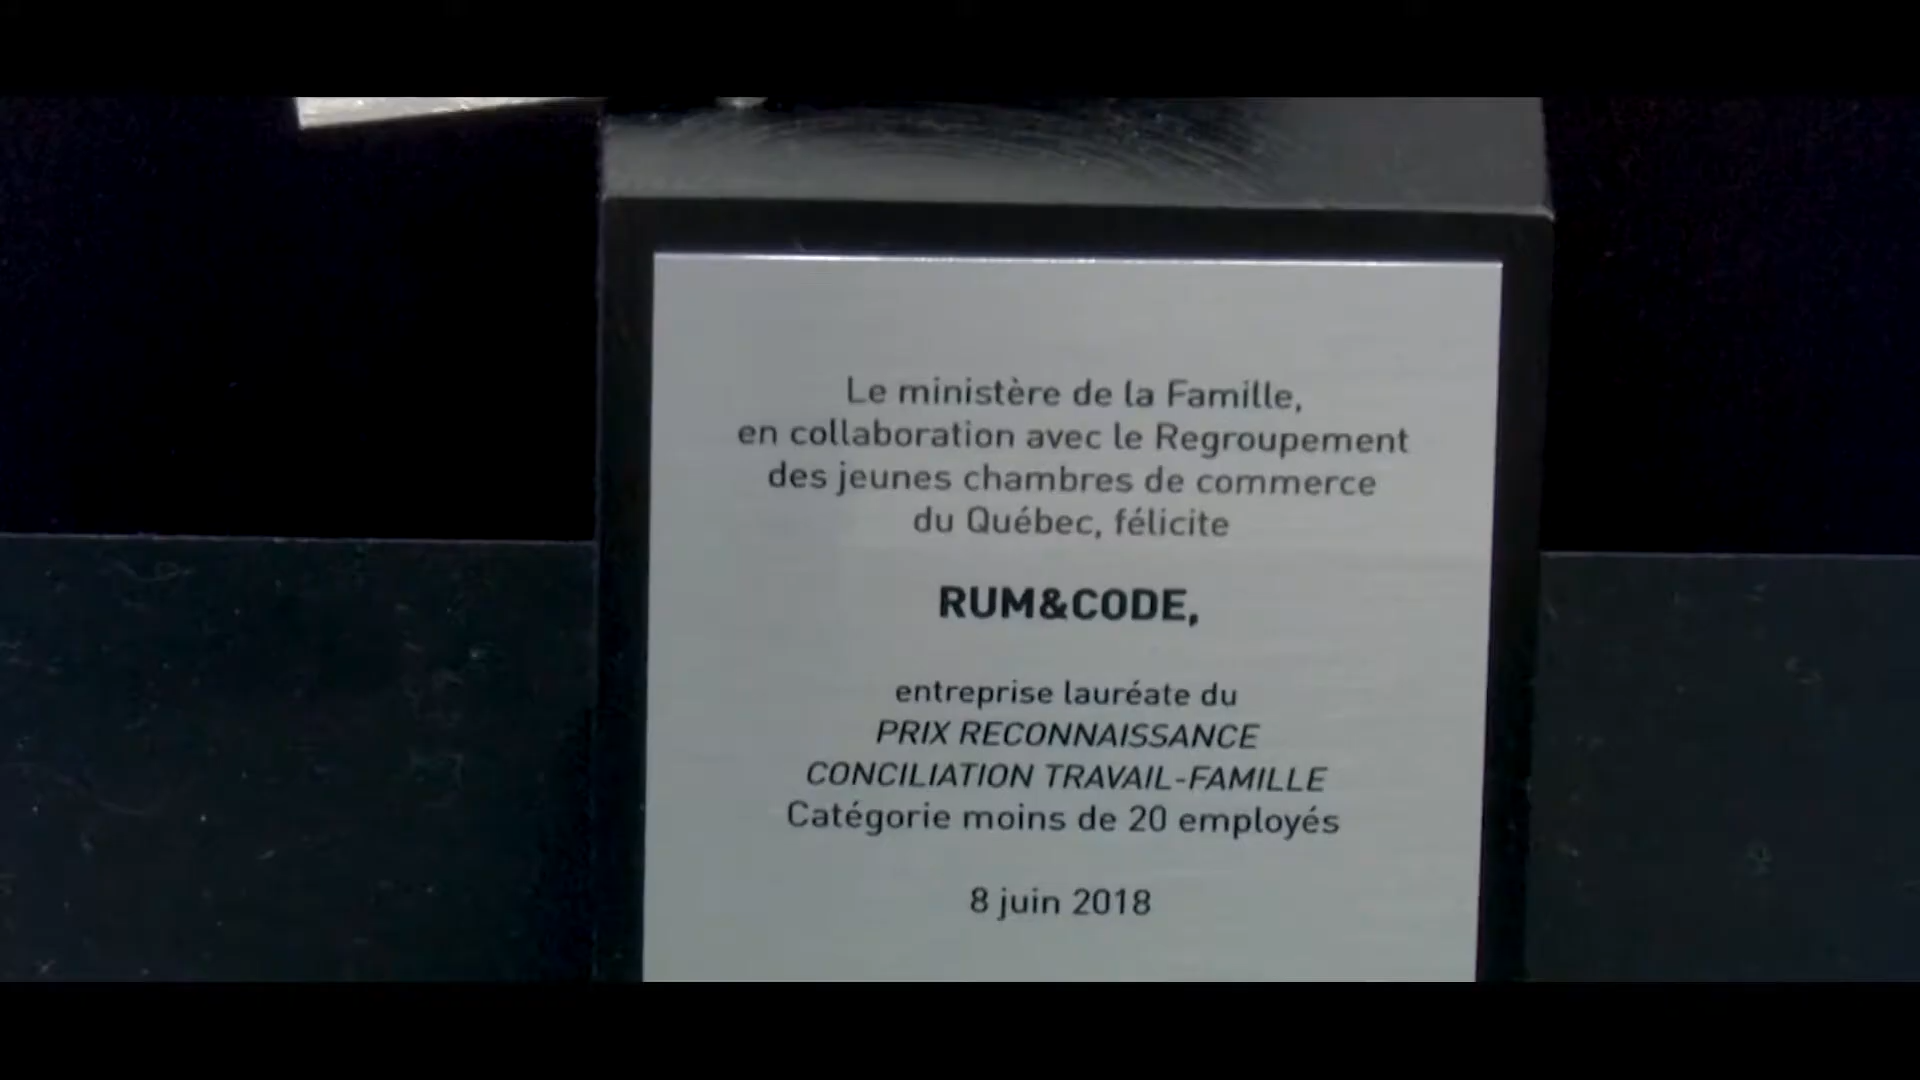 Le ministère de la Famille,
en collaboration avec le Regroupement
des jeunes chambres de commerce
du Québec, félicite
RUM&CODE,
entreprise lauréate du
PRIX RECONNAISSANCE
CONCILIATION TRAVAIL-FAMILLE
Catégorie moins de 20 employés
8 juin 2018